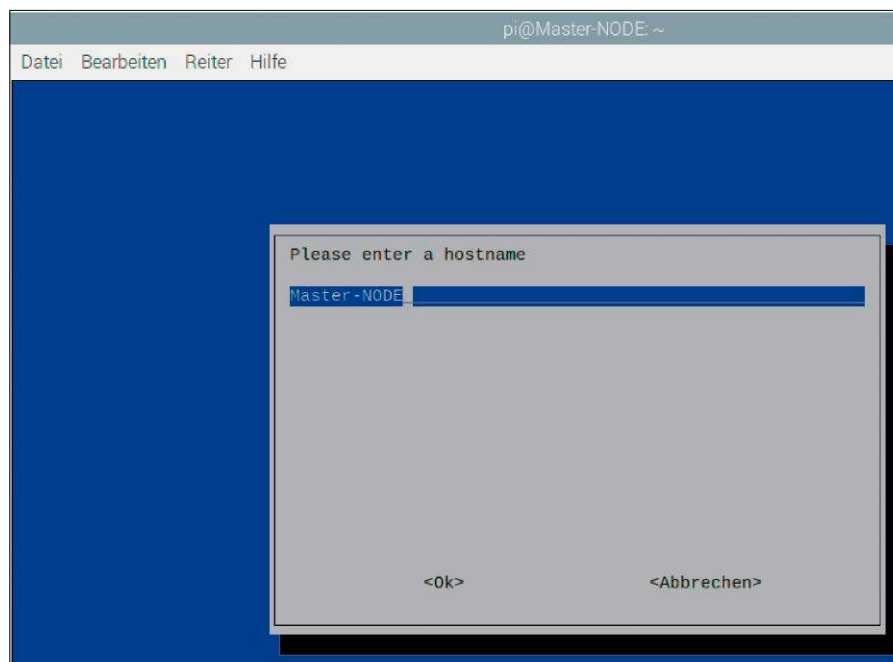 pi@Master-NODE: ~
Datei Bearbeiten Reiter Hilfe
Please enter a hostname
Master-NODE
<Ok> <Abbrechen>